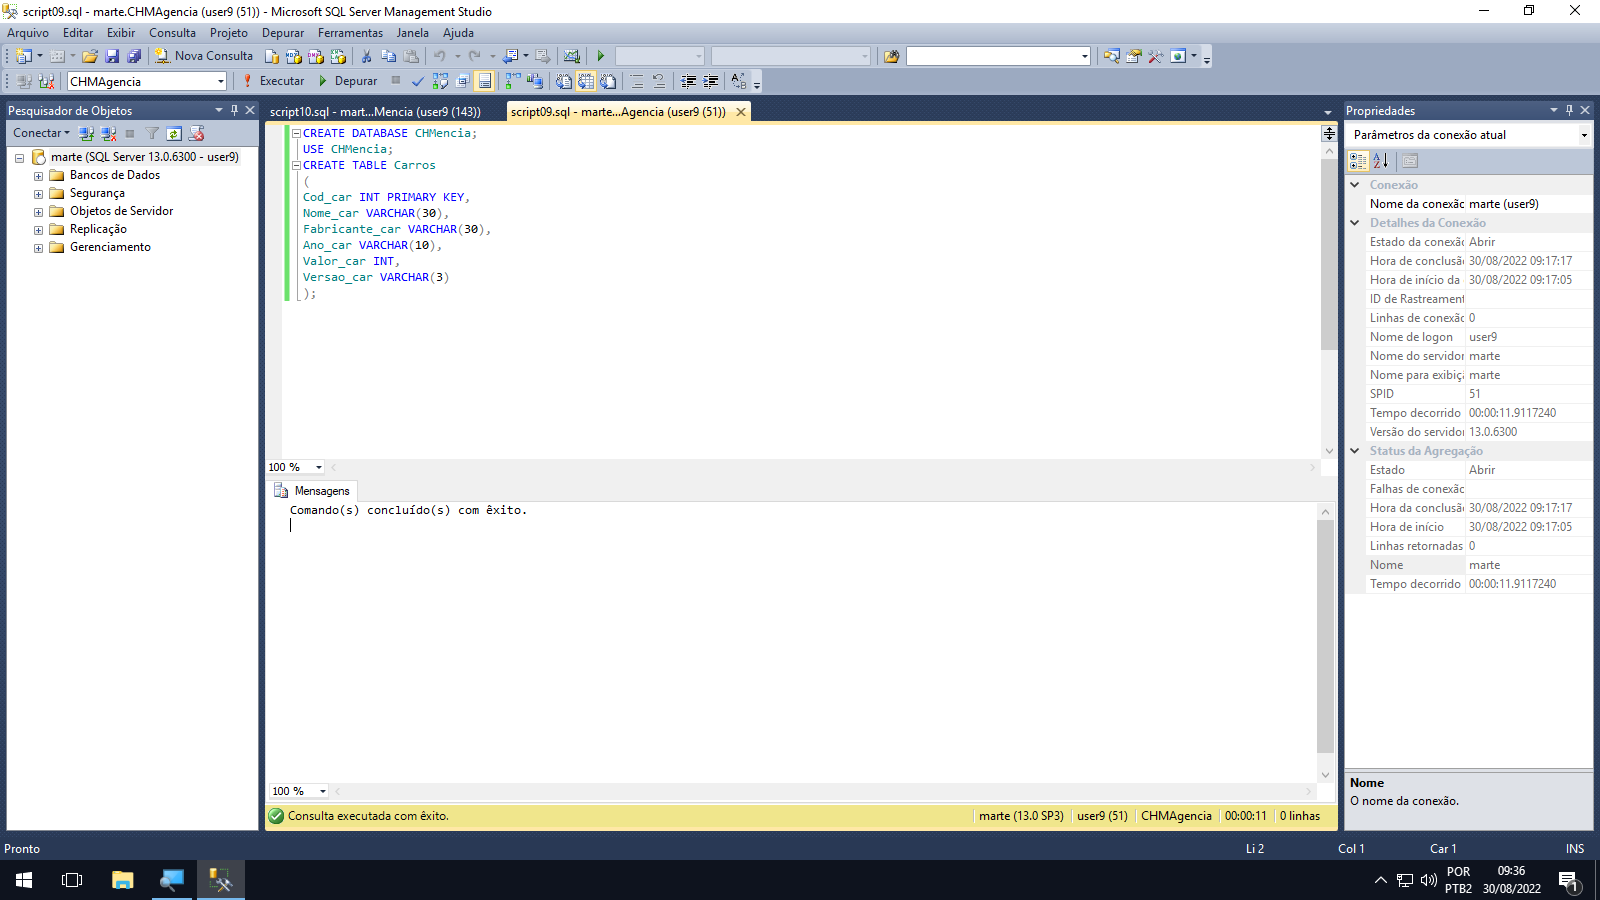 script09.sql - marte.CHMAgencia (user9 (51)) - Microsoft SQL Server Management Studio
Arquivo Editar Exibir Consulta Projeto Depurar Ferramentas Janela Ajuda
Nova Consulta
CHMAgencia Executar Depurar
Pesquisador de Objetos
Conectar
marte (SQL Server 13.0.6300 - user9)
Bancos de Dados
Segurança
Objetos de Servidor
Replicação
Gerenciamento
script10.sql - mart...Mencia (user9 (143)) script09.sql - marte...Agencia (user9 (51))
CREATE DATABASE CHMencia;
USE CHMencia;
CREATE TABLE Carros
(
Cod_car INT PRIMARY KEY,
Nome_car VARCHAR(30),
Fabricante_car VARCHAR(30),
Ano_car VARCHAR(10),
Valor_car INT,
Versao_car VARCHAR(3)
);
100 %
Mensagens
Comando(s) concluído(s) com êxito.
100 %
Consulta executada com êxito. marte (13.0 SP3) user9 (51) CHMAgencia 00:00:11 0 linhas
Propriedades
Parâmetros da conexão atual
Conexão
Nome da conexão marte (user9)
Detalhes da Conexão
Estado da conexão Abrir
Hora de conclusã 30/08/2022 09:17:17
Hora de início da 30/08/2022 09:17:05
ID de Rastreament
Linhas de conexão 0
Nome de logon user9
Nome do servidor marte
Nome para exibiçã marte
SPID 51
Tempo decorrido 00:00:11.9117240
Versão do servidor 13.0.6300
Status da Agregação
Estado Abrir
Falhas de conexão
Hora da conclusã 30/08/2022 09:17:17
Hora de início 30/08/2022 09:17:05
Linhas retornadas 0
Nome marte
Tempo decorrido 00:00:11.9117240
Nome
O nome da conexão.
Pronto Li 2 Col 1 Car 1 INS
POR 09:36
PTB2 30/08/2022 1